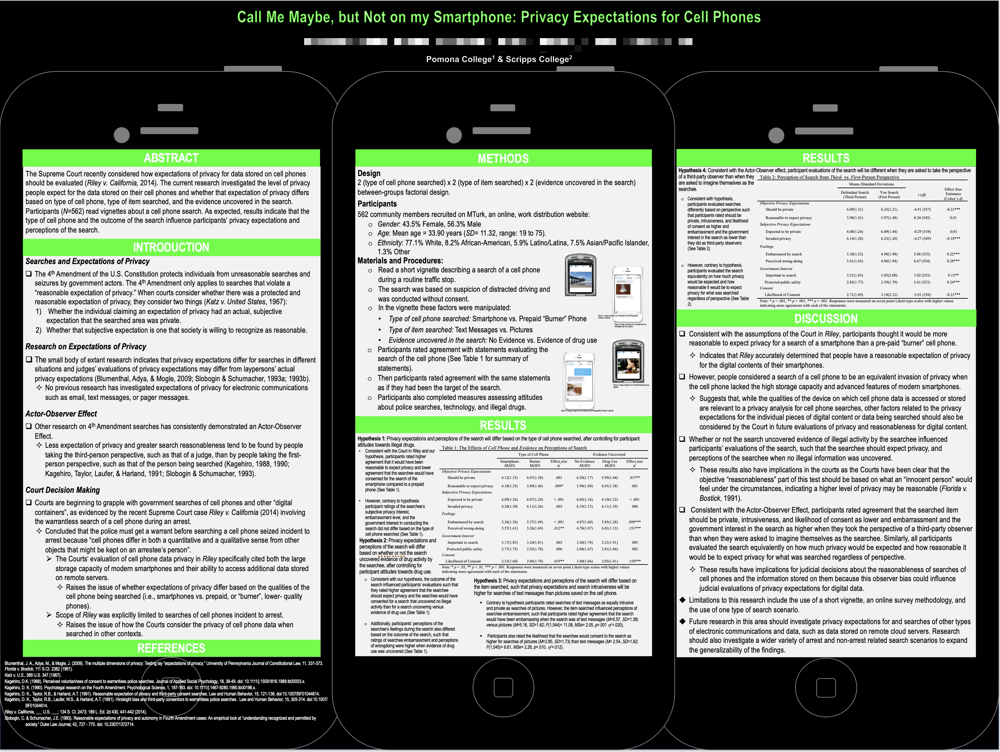 Call Me Maybe, but Not on my Smartphone: Privacy Expectations for Cell Phones
Pomona College1 & Scripps College2
ABSTRACT
The Supreme Court recently considered how expectations of privacy for data stored on cell phones
should be evaluated (Riley v. California, 2014). The current research investigated the level of privacy
people expect for the data stored on their cell phones and whether that expectation of privacy differs
based on type of cell phone, type of item searched, and the evidence uncovered in the search.
Participants (N=562) read vignettes about a cell phone search. As expected, results indicate that the
type of cell phone and the outcome of the search influence participants' privacy expectations and
perceptions of the search.
INTRODUCTION
Searches and Expectations of Privacy
❑ The 4th Amendment of the U.S. Constitution protects individuals from unreasonable searches and
seizures by government actors. The 4th Amendment only applies to searches that violate a
“reasonable expectation of privacy.” When courts consider whether there was a protected and
reasonable expectation of privacy, they consider two things (Katz v. United States, 1967):
1) Whether the individual claiming an expectation of privacy had an actual, subjective
expectation that the searched area was private.
2) Whether that subjective expectation is one that society is willing to recognize as reasonable.
Research on Expectations of Privacy
❑ The small body of extant research indicates that privacy expectations differ for searches in different
situations and judges' evaluations of privacy expectations may differ from laypersons' actual
privacy expectations (Blumenthal, Adya, & Mogle, 2009; Slobogin & Schumacher, 1993a; 1993b).
✧ No previous research has investigated expectations of privacy for electronic communications
such as email, text messages, or pager messages.
Actor-Observer Effect
❑ Other research on 4th Amendment searches has consistently demonstrated an Actor-Observer
Effect.
✧ Less expectation of privacy and greater search reasonableness tend to be found by people
taking the third-person perspective, such as that of a judge, than by people taking the first-
person perspective, such as that of the person being searched (Kagehiro, 1988, 1990;
Kagehiro, Taylor, Laufer, & Harland, 1991; Slobogin & Schumacher, 1993).
Court Decision Making
❑ Courts are beginning to grapple with government searches of cell phones and other “digital
containers”, as evidenced by the recent Supreme Court case Riley v. California (2014) involving
the warrantless search of a cell phone during an arrest.
✧ Concluded that the police must get a warrant before searching a cell phone seized incident to
arrest because “cell phones differ in both a quantitative and a qualitative sense from other
objects that might be kept on an arrestee's person”.
➢ The Courts' evaluation of cell phone data privacy in Riley specifically cited both the large
storage capacity of modern smartphones and their ability to access additional data stored
on remote servers.
✧ Raises the issue of whether expectations of privacy differ based on the qualities of the
cell phone being searched (i.e., smartphones vs. prepaid, or “burner”, lower- quality
phones).
➢ Scope of Riley was explicitly limited to searches of cell phones incident to arrest.
✧ Raises the issue of how the Courts consider the privacy of cell phone data when
searched in other contexts.
REFERENCES
Blumenthal, J. A., Adya, M., & Mogle, J. (2009). The multiple dimensions of privacy: Testing lay “expectations of privacy.” University of Pennsylvania Journal of Constitutional Law, 11, 331-373.
Florida v. Bostick, 111 S.Ct. 2382 (1991).
Katz v. U.S., 389 U.S. 347 (1967).
Kagehiro, D.K. (1988). Perceived voluntariness of consent to warrantless police searches. Journal of Applied Social Psychology, 18, 38-49. doi: 10.1111/j.15591816.1988.tb00003.x.
Kagehiro, D. K. (1990). Psycholegal research on the Fourth Amendment. Psychological Science, 1, 187-193. doi: 10.1111/j.1467-9280.1990.tb00196.x.
Kagehiro, D. K., Taylor, R.B., & Harland, A.T. (1991). Reasonable expectation of privacy and third-party consent searches. Law and Human Behavior, 15, 121-138. doi:10.1007/BF01044614.
Kagehiro, D. K., Taylor, R.B., Laufer, W.S., & Harland, A.T. (1991). Hindsight bias and third-party consentors to warrantless police searches. Law and Human Behavior, 15, 305-314. doi:10.1007/
BF01044614.
Riley v. California, ___ U.S. ___; 134 S. Ct. 2473; 189 L. Ed. 2d 430, 441-442 (2014).
Slobogin, C. & Schumacher, J.E. (1993). Reasonable expectations of privacy and autonomy in Fourth Amendment cases: An empirical look at “understanding recognized and permitted by
society.” Duke Law Journal, 42, 727 - 775. doi: 10.2307/1372714.
METHODS
Design
2 (type of cell phone searched) x 2 (type of item searched) x 2 (evidence uncovered in the search)
between-groups factorial design.
Participants
562 community members recruited on MTurk, an online, work distribution website:
o Gender: 43.5% Female, 56.3% Male
o Age: Mean age = 33.90 years (SD= 11.32, range: 19 to 75).
o Ethnicity: 77.1% White, 8.2% African-American, 5.9% Latino/Latina, 7.5% Asian/Pacific Islander,
1.3% Other
Materials and Procedures:
o Read a short vignette describing a search of a cell phone
during a routine traffic stop.
o The search was based on suspicion of distracted driving and
was conducted without consent.
o In the vignette these factors were manipulated:
• Type of cell phone searched: Smartphone vs. Prepaid “Burner” Phone
• Type of item searched: Text Messages vs. Pictures
• Evidence uncovered in the search: No Evidence vs. Evidence of drug use
o Participants rated agreement with statements evaluating the
search of the cell phone (See Table 1 for summary of
statements).
o Then participants rated agreement with the same statements
as if they had been the target of the search.
o Participants also completed measures assessing attitudes
about police searches, technology, and illegal drugs.
MOTOROLA
MOTOROLA
RESULTS
Hypothesis 1: Privacy expectations and perceptions of the search will differ based on the type of cell phone searched, after controlling for participant
attitudes towards illegal drugs.
• Consistent with the Court in Riley and our
hypothesis, participants rated higher
agreement that it would have been
reasonable to expect privacy and lower
agreement that the searchee would have
consented for the search of the
smartphone compared to a prepaid
phone (See Table 1).
• However, contrary to hypothesis
participant ratings of the searchee's
subjective privacy interest,
embarrassment level, and the
government interest in conducting the
search did not differ based on the type of
cell phone searched (See Table 1).
Hypothesis 2: Privacy expectations and
perceptions of the search will differ
based on whether or not the search
uncovered evidence of drug activity by
the searchee, after controlling for
participant attitudes towards drug use.
o Consistent with our hypothesis, the outcome of the
search influenced participants' evaluations such that
they rated higher agreement that the searchee
should expect privacy and the searchee would have
consented for a search that uncovered no illegal
activity than for a search uncovering versus
evidence of drug use (See Table 1).
o Additionally, participants' perceptions of the
searchee's feelings during the search also differed
based on the outcome of the search, such that
ratings of searchee embarrassment and perceptions
of wrongdoing were higher when evidence of drug
use was uncovered (See Table 1).
Table 1: The Effects of Cell Phone and Evidence on Perceptions of Search
Type of Cell Phone Evidence Uncovered
Smartphone Burner Effect size No Evidence Drug Use Effect size
M(SD) M(SD) η2 M(SD) M(SD) η2
Objective Privacy Expectations
Should be private 6.12(1.35) 6.07(1.28) .001 6.20(1.17) 5.99(1.44) .017**
Reasonable to expect privacy 6.10(1.35) 5.89(1.46) .009* 5.98(1.44) 6.01(1.38) .001
Subjective Privacy Expectations
Expected to be private 6.09(1.26) 6.07(1.24) < .001 6.05(1.16) 6.10(1.32) < .001
Invaded privacy 6.20(1.30) 6.11(1.26) .003 6.19(1.15) 6.11(1.39) .006
Feelings
Embarrassed by search 5.36(1.56) 5.37(1.49) < .001 4.87(1.60) 5.85(1.28) .099***
Perceived wrong-doing 5.57(1.61) 5.26(1.69) .012** 4.78(1.87) 6.01(1.13) .151***
Government Interest
Important to search 3.17(1.85) 3.24(1.81) .003 3.20(1.74) 3.21(1.91) .005
Protected public safety 2.77(1.75) 2.92(1.78) .006 2.88(1.67) 2.81(1.86) .002
Consent
Likelihood of Consent 2.53(1.60) 2.86(1.74) .019** 3.40(1.66) 2.03(1.41) .158***
Note: * p < .05, ** p < .01, *** p < .001. Responses were measured on seven point Likert-type scales with higher values
indicating more agreement with each of the statements.
Hypothesis 3: Privacy expectations and perceptions of the search will differ based on
the item searched, such that privacy expectations and search intrusiveness will be
higher for searches of text messages than pictures saved on the cell phone.
▪ Contrary to hypothesis participants rated searches of text messages as equally intrusive
and private as searches of pictures. However, the item searched influenced perceptions of
searchee embarrassment, such that participants rated higher agreement that the search
would have been embarrassing when the search was of text messages (M=5.57, SD=1.38)
versus pictures (M=5.18, SD=1.62; F(1,544)= 11.08, MSe= 2.05, p=.001 η2=.020).
▪ Participants also rated the likelihood that the searchee would consent to the search as
higher for searches of pictures (M=2.85, SD=1.73) than text messages (M= 2.54, SD=1.62;
F(1,545)= 6.61, MSe= 2.26, p=.010, η2=.012).
RESULTS
Hypothesis 4: Consistent with the Actor-Observer effect, participant evaluations of the search will be different when they are asked to take the perspective
of a third-party observer than when they
are asked to imagine themselves as the
searchee.
o Consistent with hypothesis,
participants evaluated searches
differently based on perspective such
that participants rated should be
private, intrusiveness, and likelihood
of consent as higher and
embarrassment and the government
interest in the search as lower than
they did as third-party observers
(See Table 2).
o However, contrary to hypothesis,
participants evaluated the search
equivalently on how much privacy
would be expected and how
reasonable it would be to expect
privacy for what was searched
regardless of perspective (See Table
2).
Table 2: Perception of Search from Third- vs. First-Person Perspective
Means (Standard Deviations
Defendant Search (Third Person) You Search (First Person) t (df) Effect Size Estimates (Cohen's d)
Objective Privacy Expectations
Should be private 6.09(1.31) 6.25(1.21) -4.91 (557) -0.21***
Reasonable to expect privacy 5.98(1.41) 5.97(1.48) 0.24 (545) 0.01
Subjective Privacy Expectations
Expected to be private 6.08(1.24) 6.09(1.44) -0.29 (558) -0.01
Invaded privacy 6.14(1.28) 6.25(1.20) -4.27 (549) -0.18***
Feelings
Embarrassed by search 5.38(1.53) 4.98(1.98) 5.08 (555) 0.22***
Perceived wrong-doing 5.41(1.65) 4.96(1.94) 6.67 (554) 0.28***
Government Interest
Important to search 3.21(1.83) 3.03(2.00) 3.02 (553) 0.13**
Protected public safety 2.85(1.77) 2.59(1.79) 5.61 (553) 0.24***
Consent
Likelihood of Consent 2.71(1.69) 3.18(2.12) -5.01 (556) -0.21***
Note: * p < .001, ** p < .001, *** p < .001. Responses were measured on seven point Likert-type scales with higher values
indicating more agreement with each of the statements.
DISCUSSION
❑ Consistent with the assumptions of the Court in Riley, participants thought it would be more
reasonable to expect privacy for a search of a smartphone than a pre-paid “burner” cell phone.
✧ Indicates that Riley accurately determined that people have a reasonable expectation of privacy
for the digital contents of their smartphones.
❑ However, people considered a search of a cell phone to be an equivalent invasion of privacy when
the cell phone lacked the high storage capacity and advanced features of modern smartphones.
✧ Suggests that, while the qualities of the device on which cell phone data is accessed or stored
are relevant to a privacy analysis for cell phone searches, other factors related to the privacy
expectations for the individual pieces of digital content or data being searched should also be
considered by the Court in future evaluations of privacy and reasonableness for digital content.
❑ Whether or not the search uncovered evidence of illegal activity by the searchee influenced
participants' evaluations of the search, such that the searchee should expect privacy, and
perceptions of the searchee when no illegal information was uncovered.
✧ These results also have implications in the courts as the Courts have been clear that the
objective “reasonableness” part of this test should be based on what an “innocent person” would
feel under the circumstances, indicating a higher level of privacy may be reasonable (Florida v.
Bostick, 1991).
❑ Consistent with the Actor-Observer Effect, participants rated agreement that the searched item
should be private, intrusiveness, and likelihood of consent as lower and embarrassment and the
government interest in the search as higher when they took the perspective of a third-party observer
than when they were asked to imagine themselves as the searchee. Similarly, all participants
evaluated the search equivalently on how much privacy would be expected and how reasonable it
would be to expect privacy for what was searched regardless of perspective.
✧ These results have implications for judicial decisions about the reasonableness of searches of
cell phones and the information stored on them because this observer bias could influence
judicial evaluations of privacy expectations for digital data.
◆ Limitations to this research include the use of a short vignette, an online survey methodology, and
the use of one type of search scenario.
◆ Future research in this area should investigate privacy expectations for and searches of other types
of electronic communications and data, such as data stored on remote cloud servers. Research
should also investigate a wider variety of arrest and non-arrest related search scenarios to expand
the generalizability of the findings.